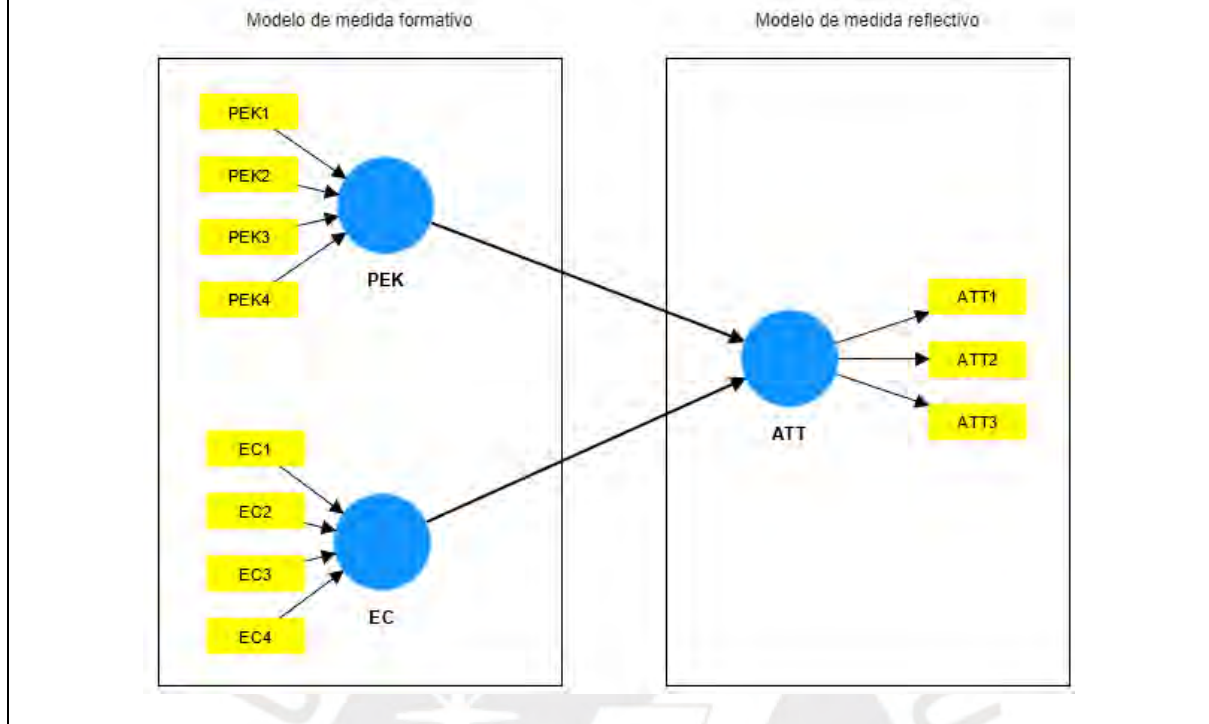 Modelo de medida formativo
Modelo de medida reflectivo
PEK1
PEK2
PEK3
PEK4
PEK
EC1
EC2
EC3
EC4
EC
ATT
ATT1
ATT2
ATT3